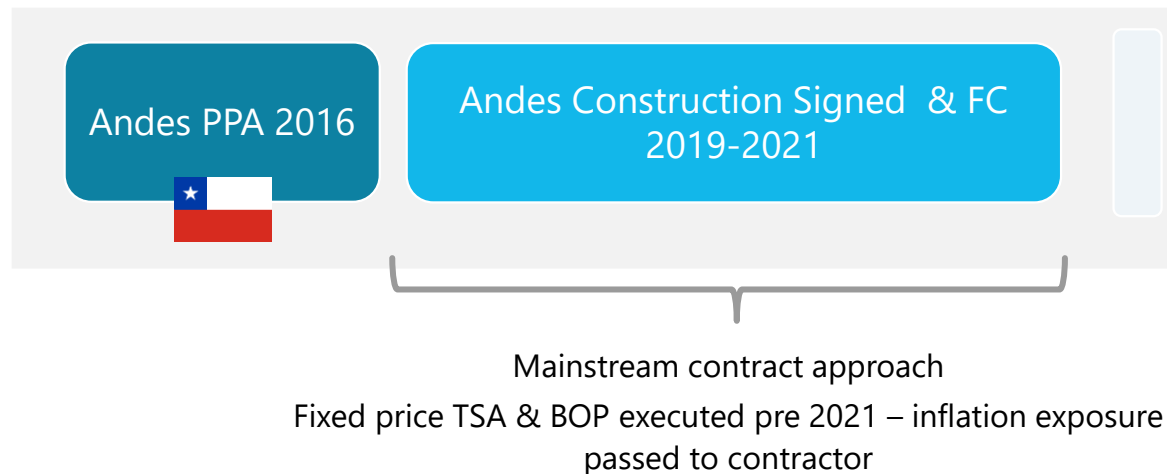 Andes PPA 2016
Andes Construction Signed & FC
2019-2021
Mainstream contract approach
Fixed price TSA & BOP executed pre 2021 – inflation exposure
passed to contractor